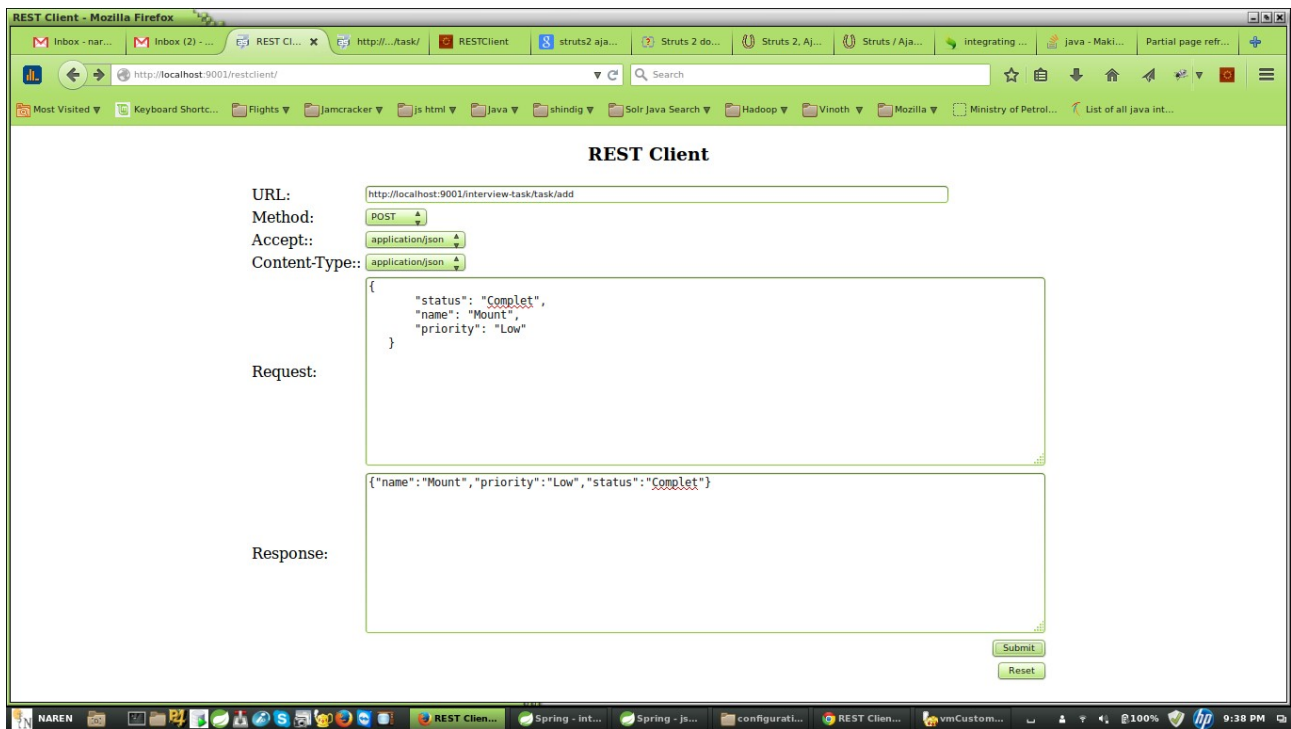 REST Client - Mozilla Firefox
Inbox - nar... Inbox (2) - ... REST Cl... http://.../task/ RESTClient struts2 aja... Struts 2 do... Struts 2, Aj... Struts / Aja... integrating ... java - Maki... Partial page refr...
http://localhost:9001/restclient/ Search
Most Visited Keyboard Shortc... Flights Jamcracker js html Java shindig Solr Java Search Hadoop Vinoth Mozilla Ministry of Petrol... List of all java int...
REST Client
URL: http://localhost:9001/interview-task/task/add
Method: POST
Accept:: application/json
Content-Type:: application/json
Request:
{
"status": "Complet",
"name": "Mount",
"priority": "Low"
}
Response:
{"name":"Mount","priority":"Low","status":"Complet"}
Submit
Reset
NAREN REST Clien... Spring - int... Spring - js... configurati... REST Clien... vmCustom... 100% hp 9:38 PM